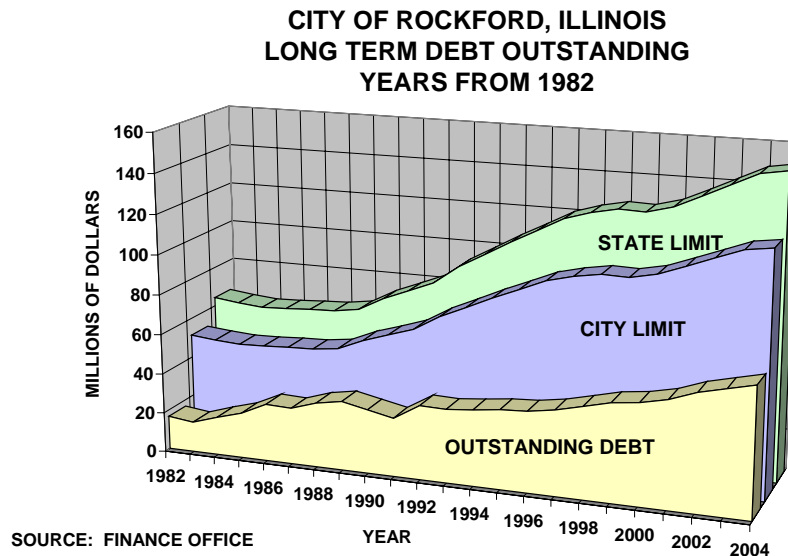 CITY OF ROCKFORD, ILLINOIS
LONG TERM DEBT OUTSTANDING
YEARS FROM 1982
160
140
120
100
80
60
40
20
0
MILLIONS OF DOLLARS
STATE LIMIT
CITY LIMIT
OUTSTANDING DEBT
1982
1984
1986
1988
1990
1992
1994
1996
1998
2000
2002
2004
SOURCE: FINANCE OFFICE
YEAR